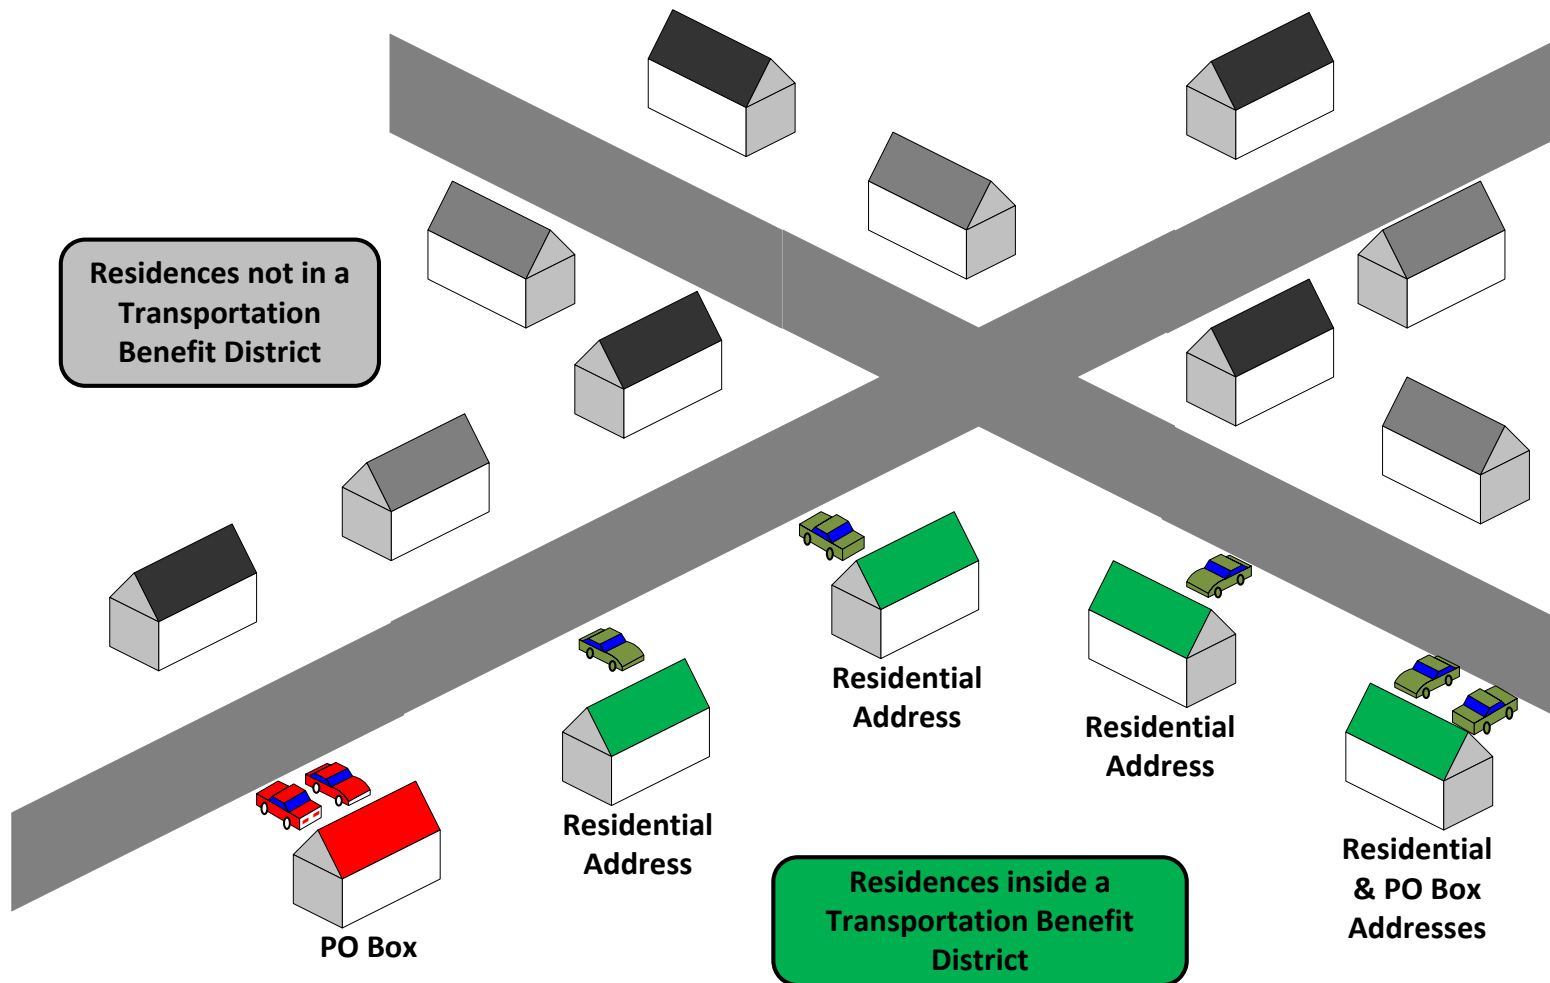 Residences not in a
Transportation
Benefit District
Residential
Address
Residential
Address
Residential
Address
Residential
& PO Box
Addresses
PO Box
Residences inside a
Transportation Benefit
District